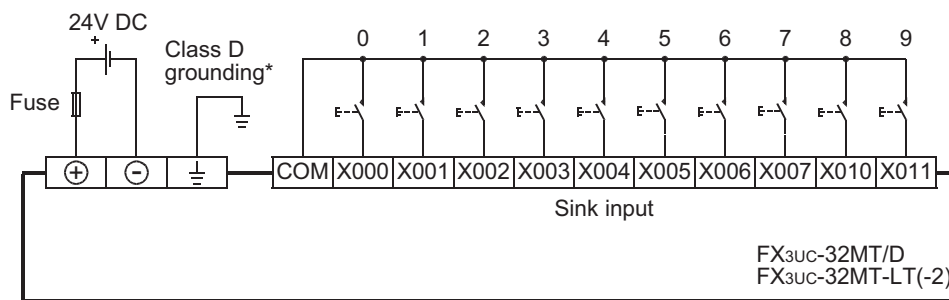 24V DC
+
Class D
grounding*
Fuse
0 1 2 3 4 5 6 7 8 9
+ - COM X000 X001 X002 X003 X004 X005 X006 X007 X010 X011
Sink input
FX3UC-32MT/D
FX3UC-32MT-LT(-2)